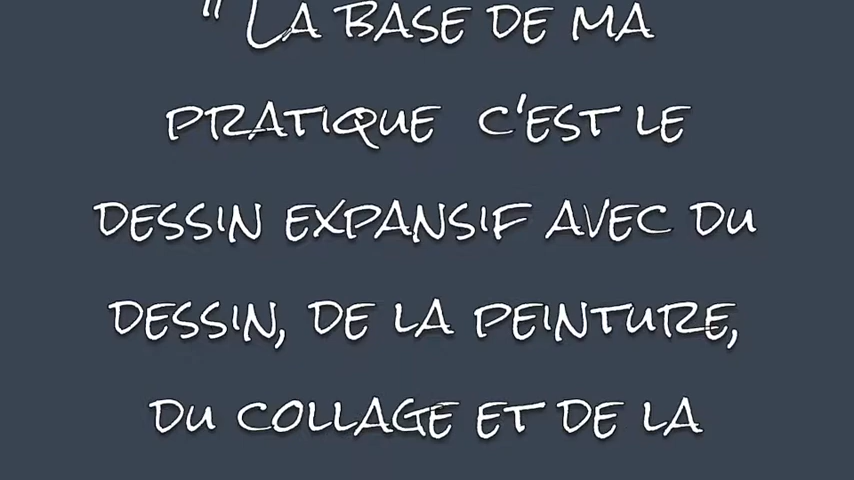 " La base de ma
pratique c'est le
dessin expansif avec du
dessin, de la peinture,
du collage et de la